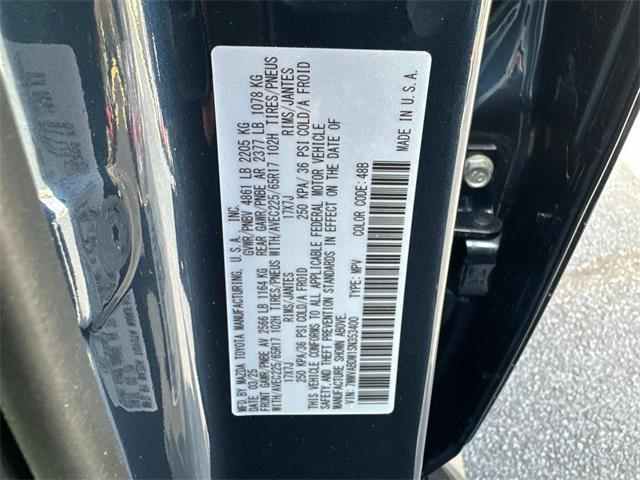 MFD. BY MAZDA TOYOTA MANUFACTURING, U.S.A., INC.
DATE: 03/25 GVWR/PNBV 4861 LB 2205 KG
FRONT GAWR/PNBE AV 2566 LB 1164 KG REAR GAWR/PNBE AR 2377 LB 1078 KG
WITH/AVEC225/65R17 102H TIRES/PNEUS WITH/AVEC225/65R17 102H TIRES/PNEUS
17X7J RIMS/JANTES 17X7J RIMS/JANTES
250 KPA/36 PSI COLD/A FROID 250 KPA/36 PSI COLD/A FROID
THIS VEHICLE CONFORMS TO ALL APPLICABLE FEDERAL MOTOR VEHICLE
SAFETY, AND THEFT PREVENTION STANDARDS IN EFFECT ON THE DATE OF
MANUFACTURE SHOWN ABOVE. MADE IN U.S.A.
TYPE: MPV COLOR CODE: 48B